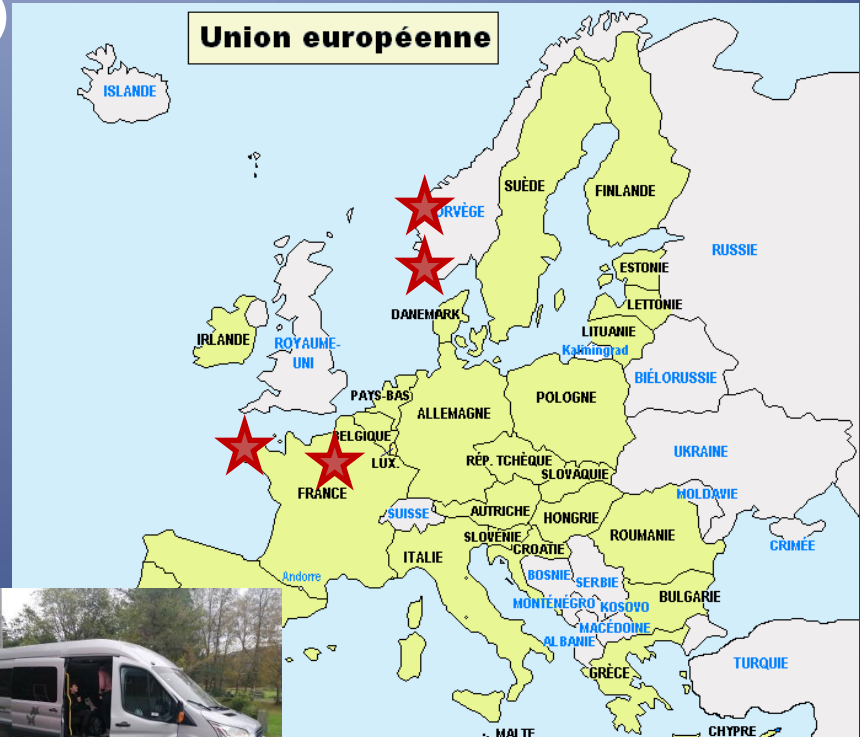 Union européenne
ISLANDE
SUÈDE
FINLANDE
ORVÈGE
RUSSIE
ESTONIE
LETTONIE
DANEMARK
LITUANIE
Kaliningrad
IRLANDE
ROYAUME-
UNI
BIÉLORUSSIE
PAYS-BAS
ALLEMAGNE
POLOGNE
BELGIQUE
LUX.
RÉP. TCHÈQUE
SLOVAQUIE
UKRAINE
FRANCE
MOLDAVIE
SUISSE
AUTRICHE
HONGRIE
ROUMANIE
CRIMÉE
SLOVÉNIE
CROATIE
ITALIE
Andorre
BOSNIE
SERBIE
MONTÉNÉGRO
KOSOVO
BULGARIE
MACÉDOINE
ALBANIE
GRÈCE
TURQUIE
MALTE
CHYPRE